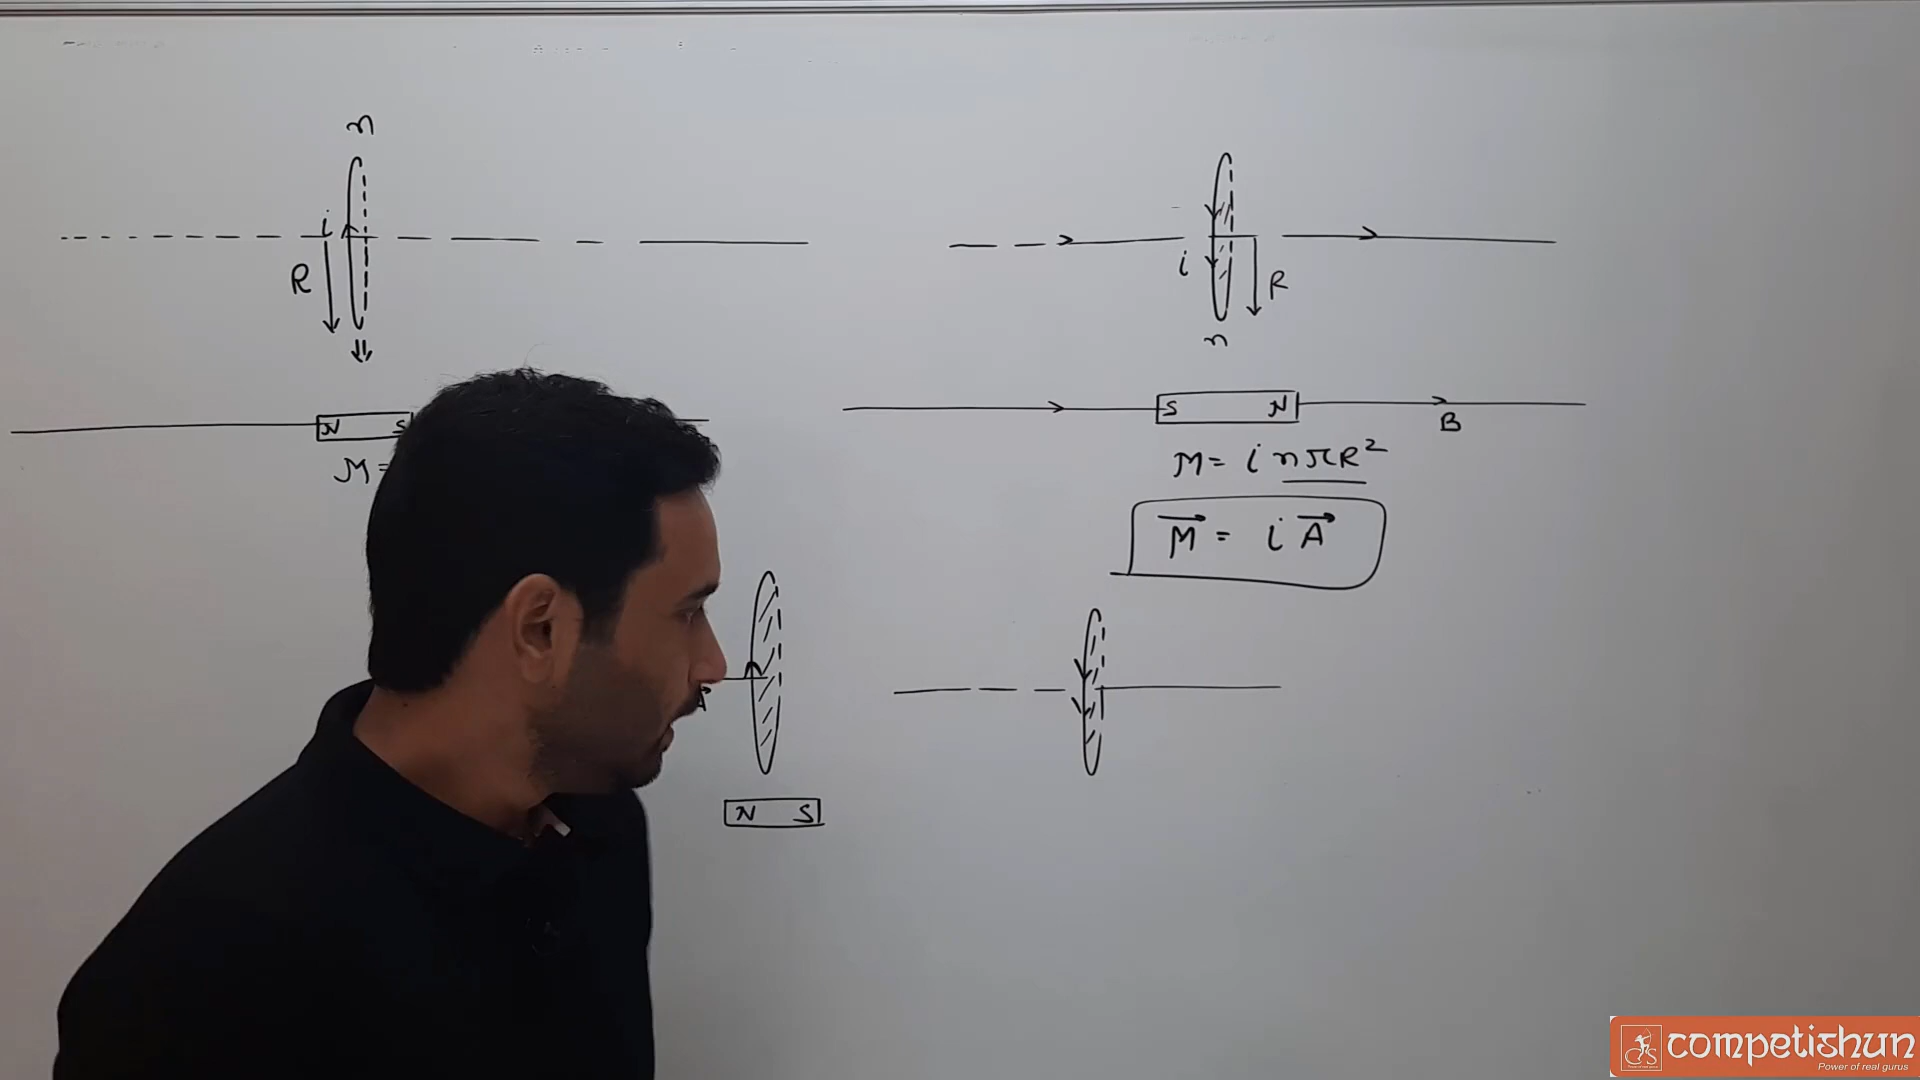 n
i
R
N S
M =
i
R
n
S N
B
M = i nπR²
M⃗ = i A⃗
A⃗
N S
competishun
Power of real gurus